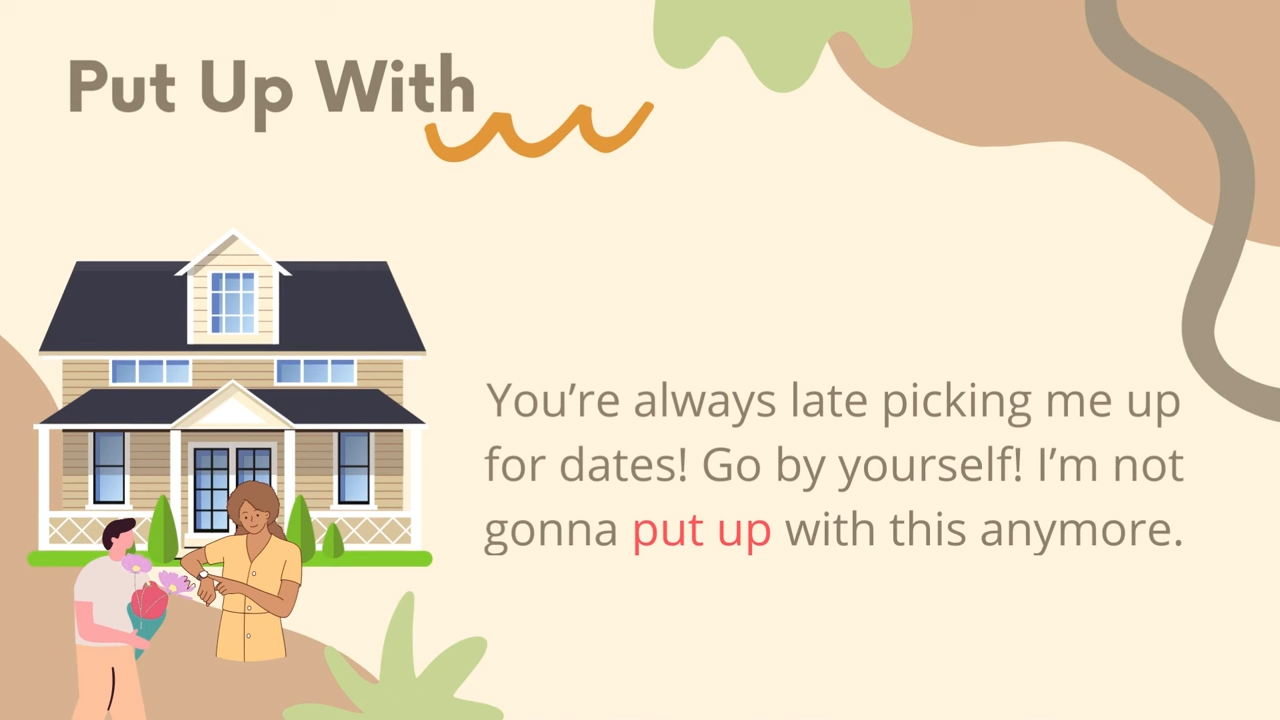 Put Up With
You’re always late picking me up
for dates! Go by yourself! I’m not
gonna put up with this anymore.